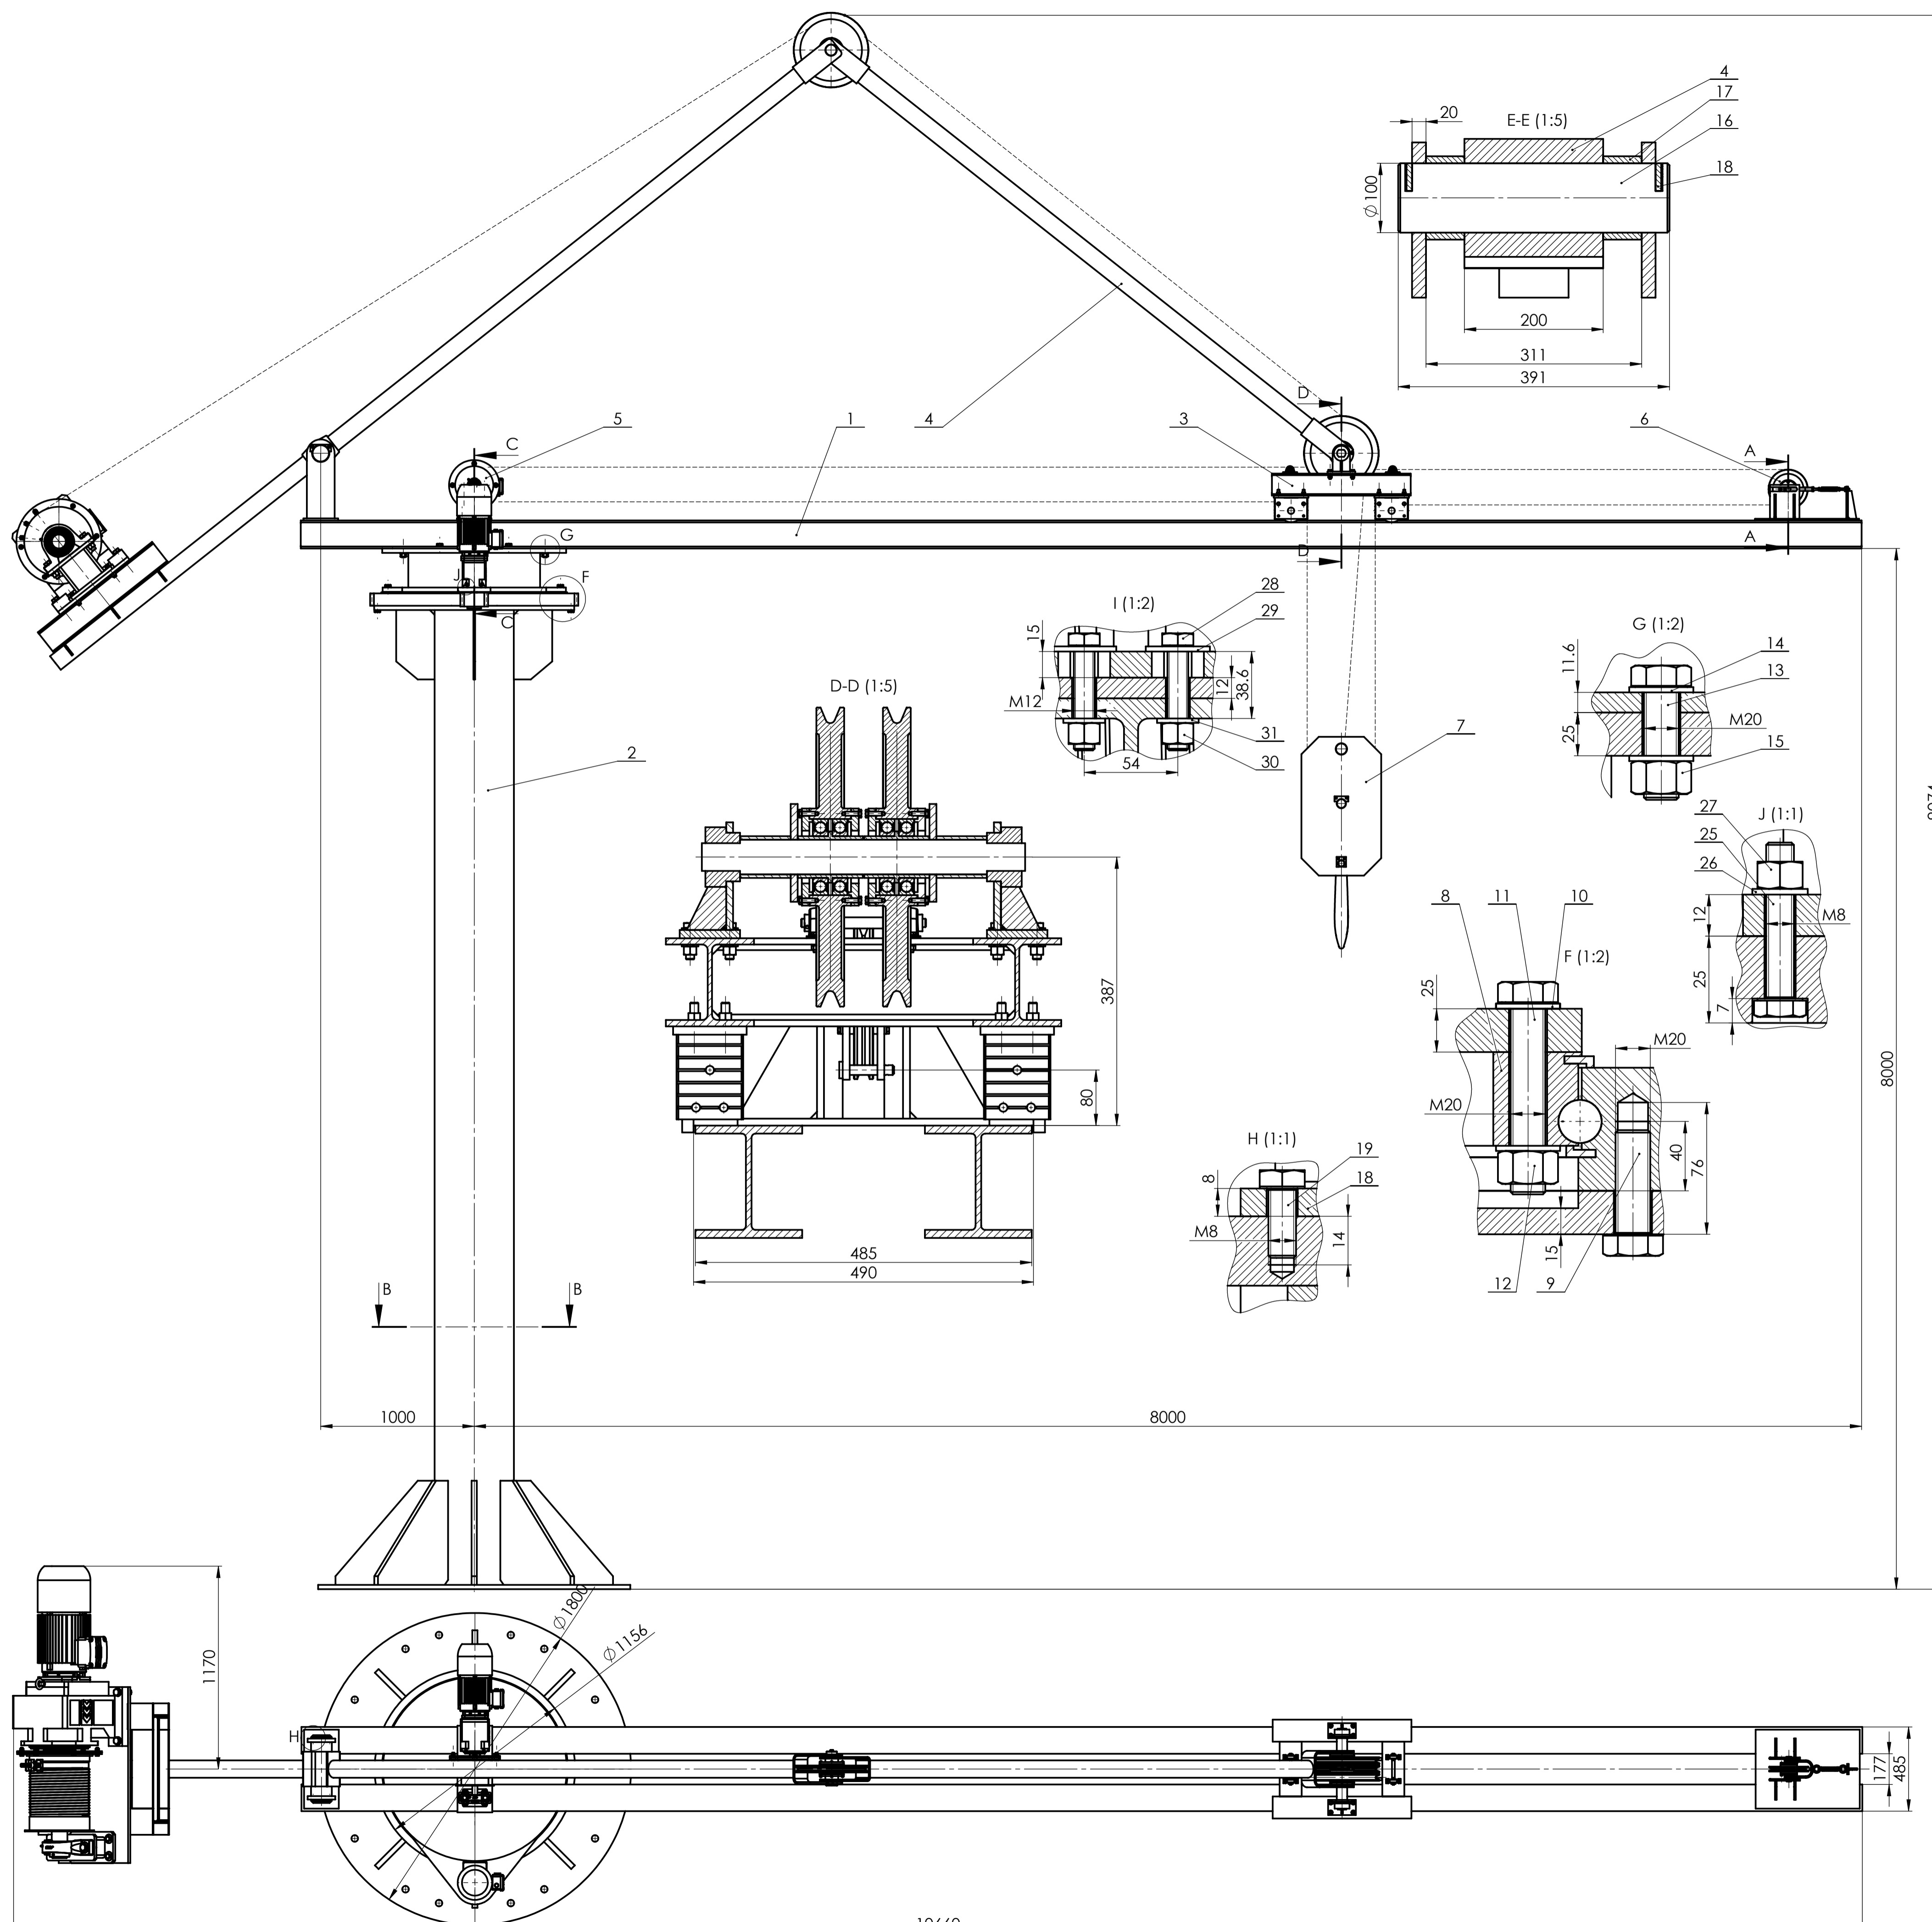 4
17
E-E (1:5)
20
16
18
Ø100
200
311
391
D
5
1
4
3
6
C
A
G
J
F
D
A
C
I (1:2)
28
29
15
G (1:2)
14
13
11.6
12
38.6
M12
M20
25
15
31
30
54
7
D-D (1:5)
2
27
J (1:1)
25
26
12
M8
8
11
10
25
F (1:2)
7
25
387
M20
8000
80
M20
40
76
H (1:1)
19
18
8
M8
14
15
12
9
485
490
B
B
1000
8000
Ø1800
Ø1156
1170
H
177
485